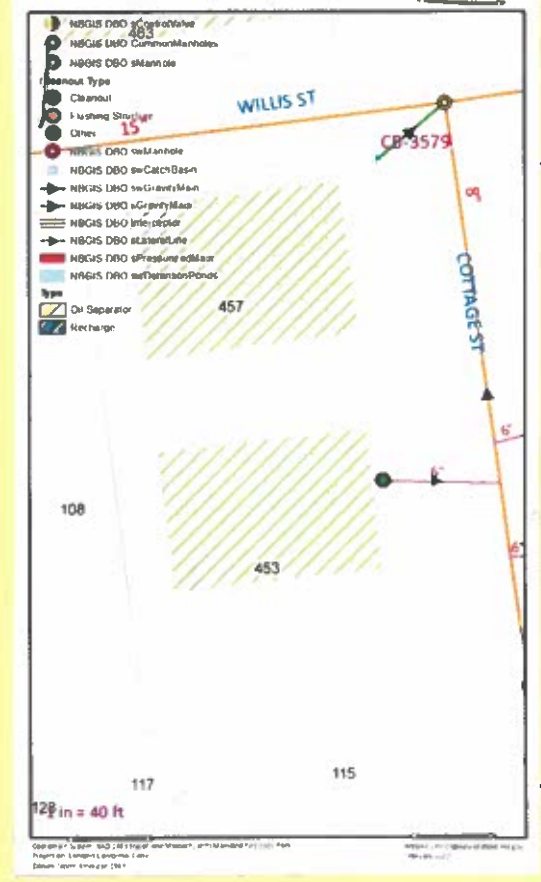 NBGIS DBO sControlValve
463
NBGIS DBO CommonManholes
NBGIS DBO sManhole
Cleanout Type
Cleanout
Flushing Structure
Other
NBGIS DBO swManhole
NBGIS DBO swCatchBasin
NBGIS DBO swGravityMain
NBGIS DBO sGravityMain
NBGIS DBO Interceptor
NBGIS DBO sLateralLine
NBGIS DBO sPressurizedMain
NBGIS DBO swDetentionPonds
Type
Oil Separator
Recharge
15"
WILLIS ST
CB-3579
8"
COTTAGE ST
457
6"
6"
6"
108
453
117
115
128
1 in = 40 ft